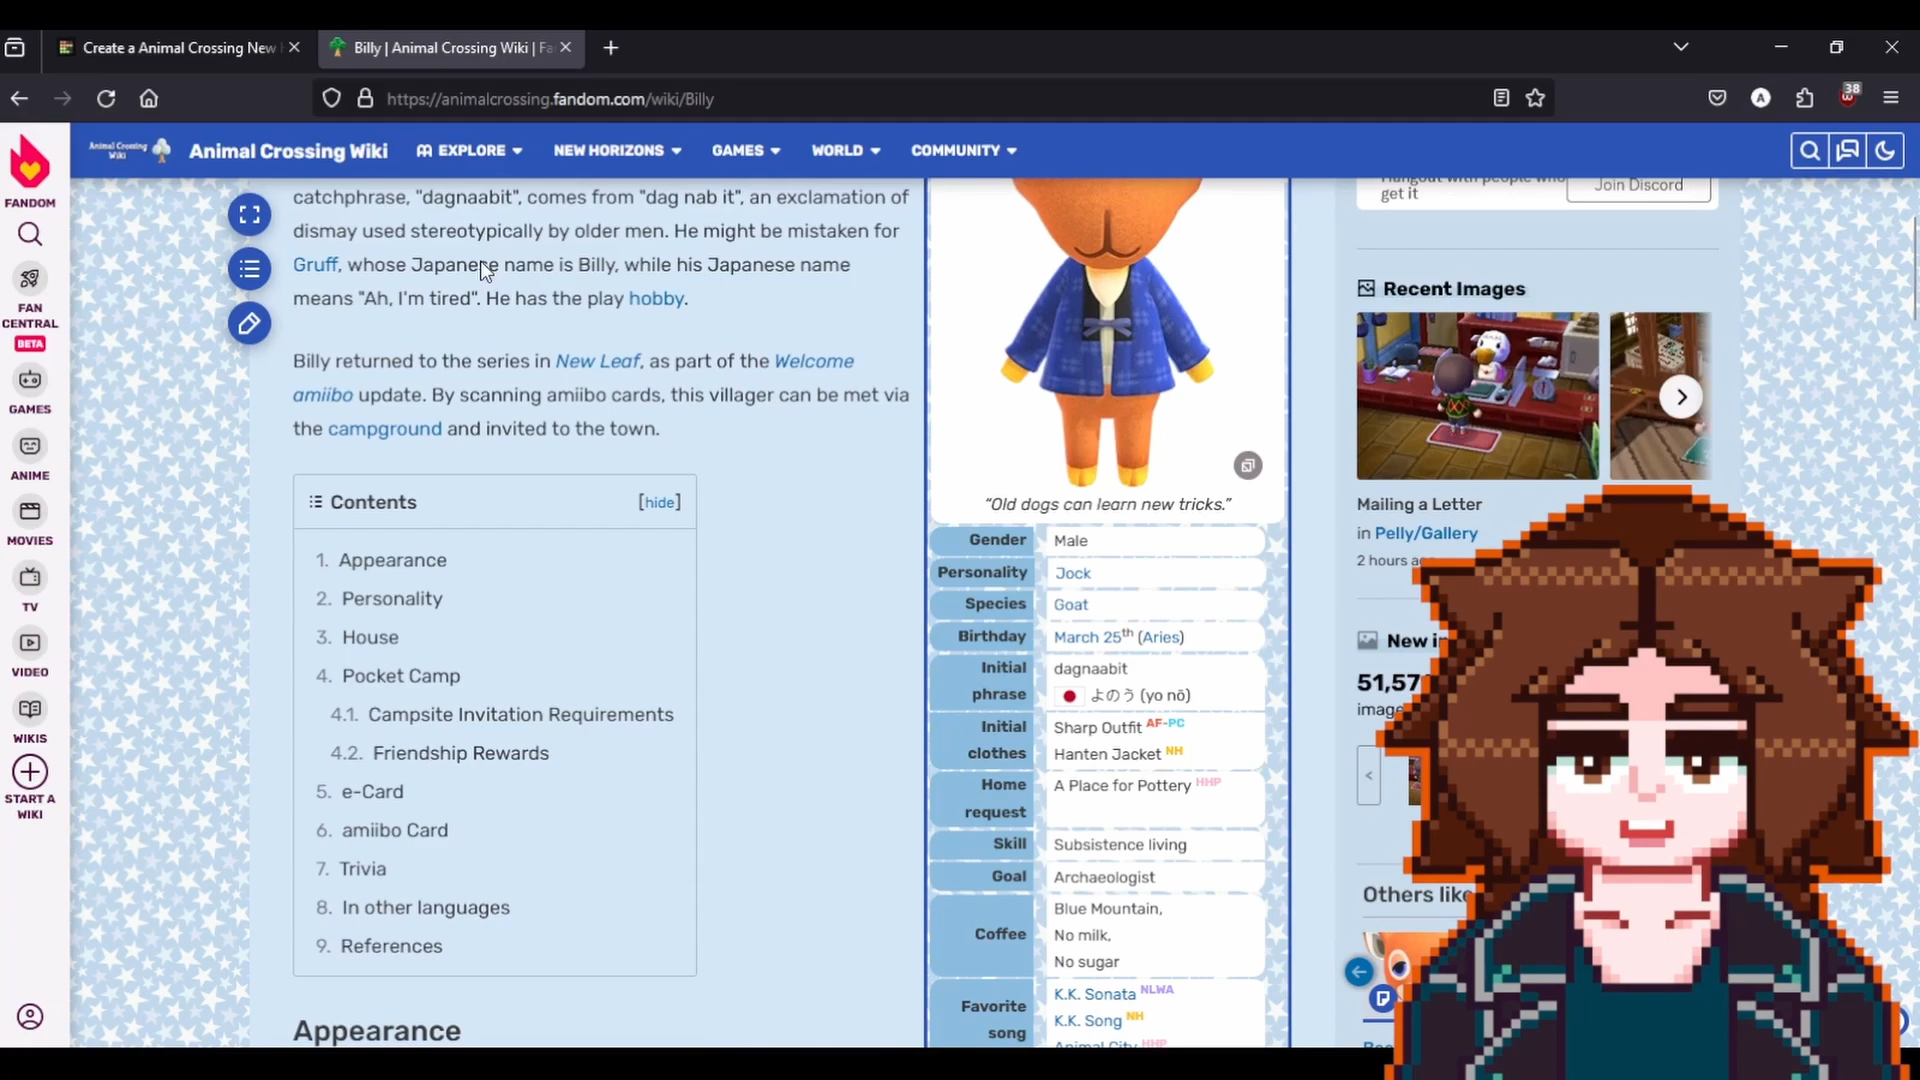 Create a Animal Crossing New
Billy | Animal Crossing Wiki | Fa
38
https://animalcrossing.fandom.com/wiki/Billy
A
Animal Crossing
Wiki
Animal Crossing Wiki
EXPLORE
NEW HORIZONS
GAMES
WORLD
COMMUNITY
FANDOM
FAN
CENTRAL
BETA
GAMES
ANIME
MOVIES
TV
VIDEO
WIKIS
START A
WIKI
catchphrase, "dagnaabit", comes from "dag nab it", an exclamation of
dismay used stereotypically by older men. He might be mistaken for
Gruff, whose Japanese name is Billy, while his Japanese name
means "Ah, I'm tired". He has the play hobby.
Billy returned to the series in New Leaf, as part of the Welcome
amiibo update. By scanning amiibo cards, this villager can be met via
the campground and invited to the town.
Contents [hide]
1. Appearance
2. Personality
3. House
4. Pocket Camp
4.1. Campsite Invitation Requirements
4.2. Friendship Rewards
5. e-Card
6. amiibo Card
7. Trivia
8. In other languages
9. References
Appearance
“Old dogs can learn new tricks.”
Gender Male
Personality Jock
Species Goat
Birthday March 25th (Aries)
Initial phrase dagnaabit
よのう (yo nō)
Initial clothes Sharp Outfit AF-PC
Hanten Jacket NH
Home request A Place for Pottery HHP
Skill Subsistence living
Goal Archaeologist
Coffee Blue Mountain,
No milk,
No sugar
Favorite song K.K. Sonata NLWA
K.K. Song NH
Animal City HHP
Hangout with people who
get it
Join Discord
Recent Images
Mailing a Letter
in Pelly/Gallery
2 hours
New
51,57
Others like